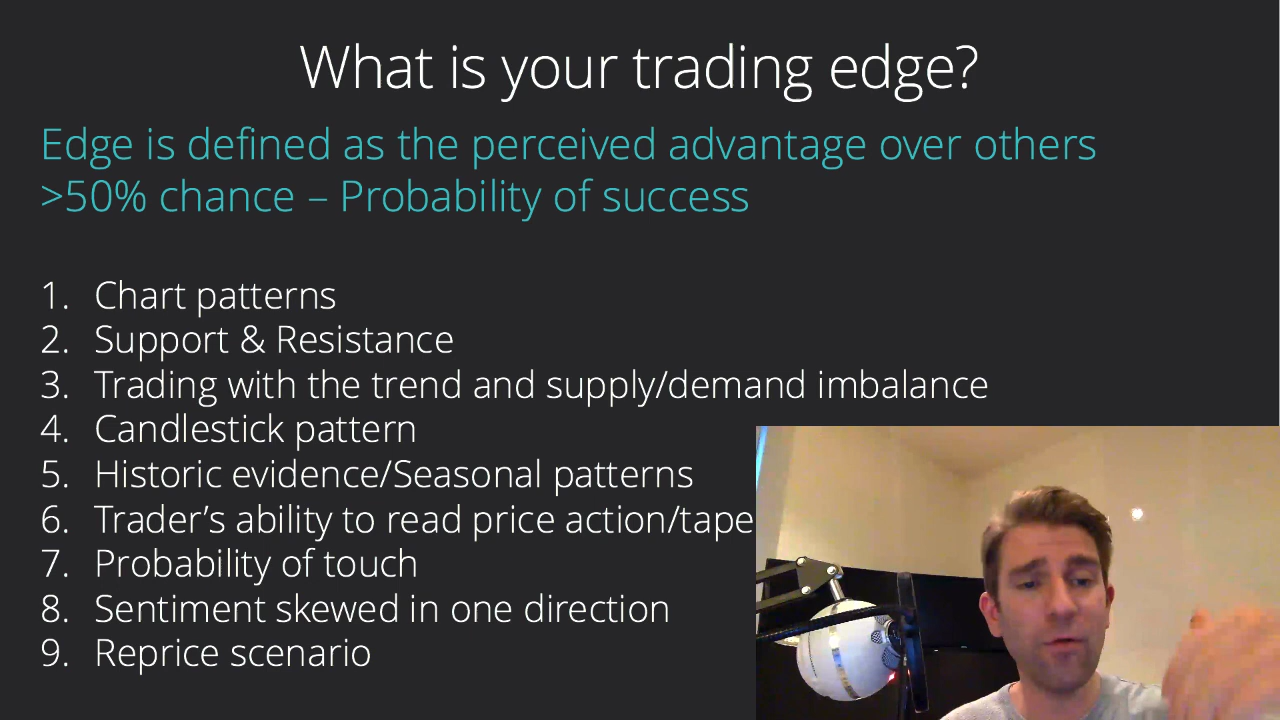 What is your trading edge?
Edge is defined as the perceived advantage over others
>50% chance – Probability of success
1. Chart patterns
2. Support & Resistance
3. Trading with the trend and supply/demand imbalance
4. Candlestick pattern
5. Historic evidence/Seasonal patterns
6. Trader’s ability to read price action/tape
7. Probability of touch
8. Sentiment skewed in one direction
9. Reprice scenario